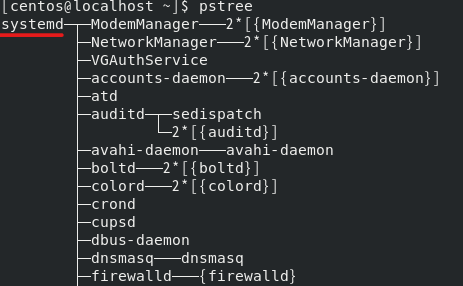 [centos@localhost ~]$ pstree
systemd─┬─ModemManager───2*[{ModemManager}]
        ├─NetworkManager───2*[{NetworkManager}]
        ├─VGAuthService
        ├─accounts-daemon───2*[{accounts-daemon}]
        ├─atd
        ├─auditd─┬─sedispatch
        │        └─2*[{auditd}]
        ├─avahi-daemon───avahi-daemon
        ├─boltd───2*[{boltd}]
        ├─colord───2*[{colord}]
        ├─crond
        ├─cupsd
        ├─dbus-daemon
        ├─dnsmasq───dnsmasq
        ├─firewalld───{firewalld}